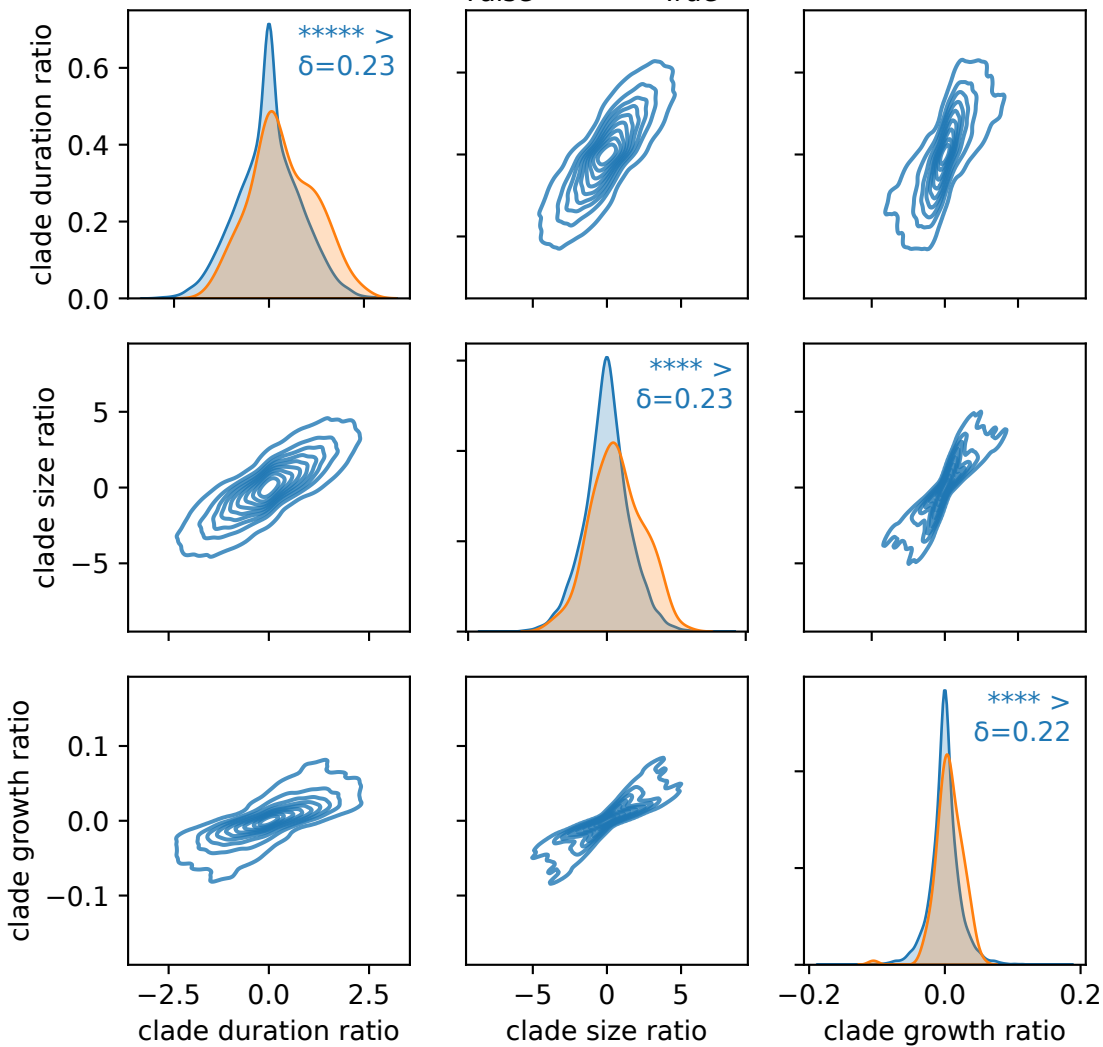 clade duration ratio
0.6
0.4
0.2
0.0
***** >
δ=0.23
clade size ratio
5
0
−5
**** >
δ=0.23
clade growth ratio
0.1
0.0
−0.1
**** >
δ=0.22
−2.5 0.0 2.5
−5 0 5
−0.2 0.0 0.2
clade duration ratio
clade size ratio
clade growth ratio